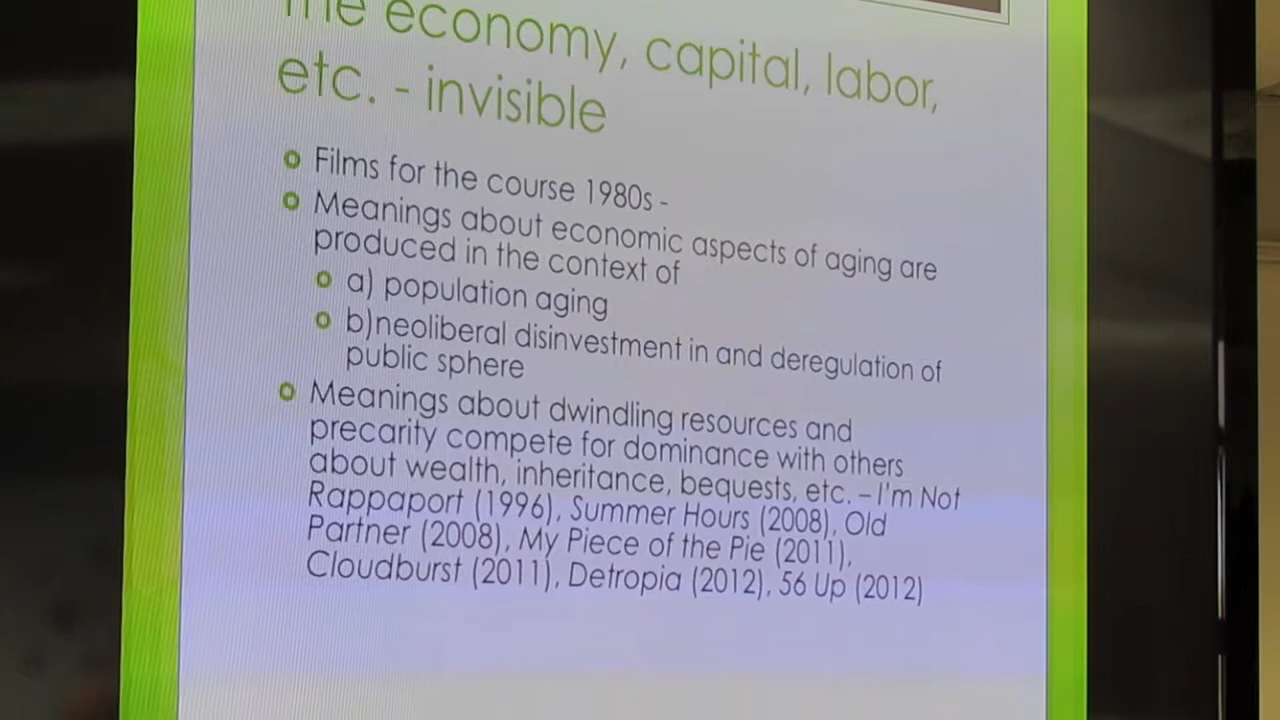 The economy, capital, labor,
etc. - invisible
Films for the course 1980s -
Meanings about economic aspects of aging are
produced in the context of
a) population aging
b)neoliberal disinvestment in and deregulation of
public sphere
Meanings about dwindling resources and
precarity compete for dominance with others
about wealth, inheritance, bequests, etc. – I'm Not
Rappaport (1996), Summer Hours (2008), Old
Partner (2008), My Piece of the Pie (2011),
Cloudburst (2011), Detropia (2012), 56 Up (2012)